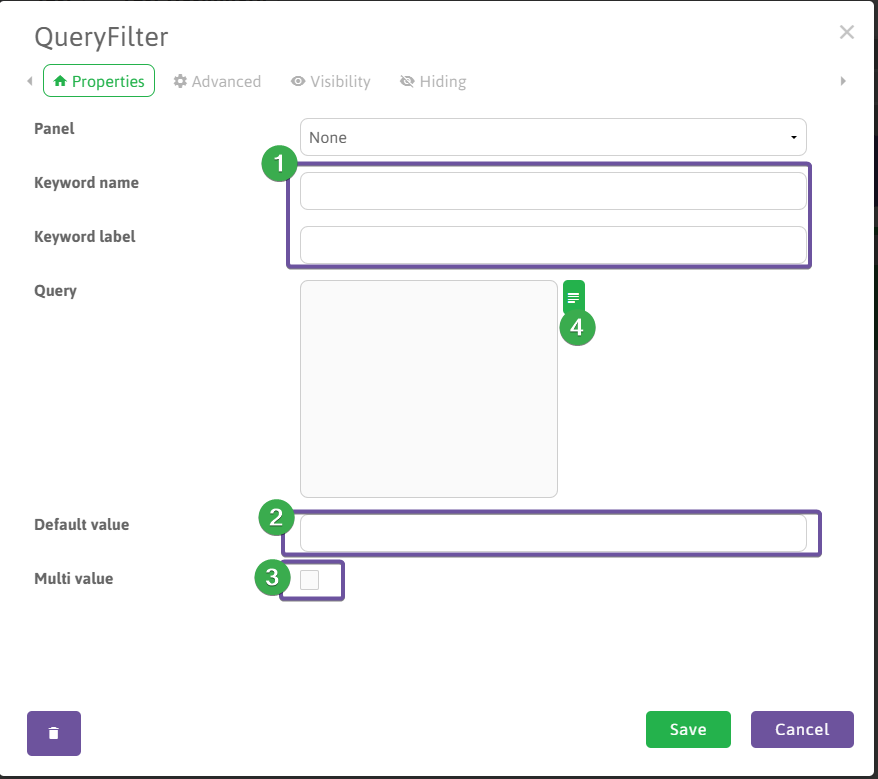 QueryFilter
Properties Advanced Visibility Hiding
Panel
None
1
Keyword name
Keyword label
Query
4
Default value
2
Multi value
3
Save Cancel